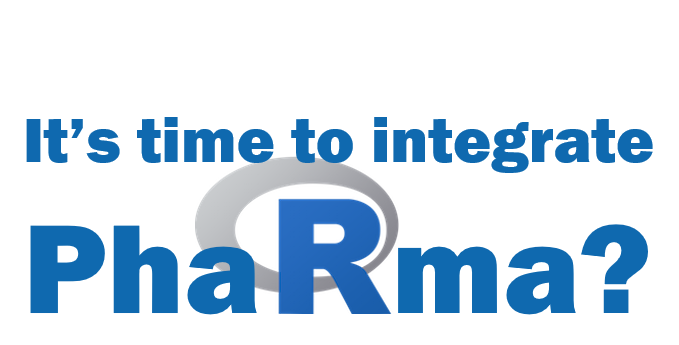 It’s time to integrate
PhaRma?